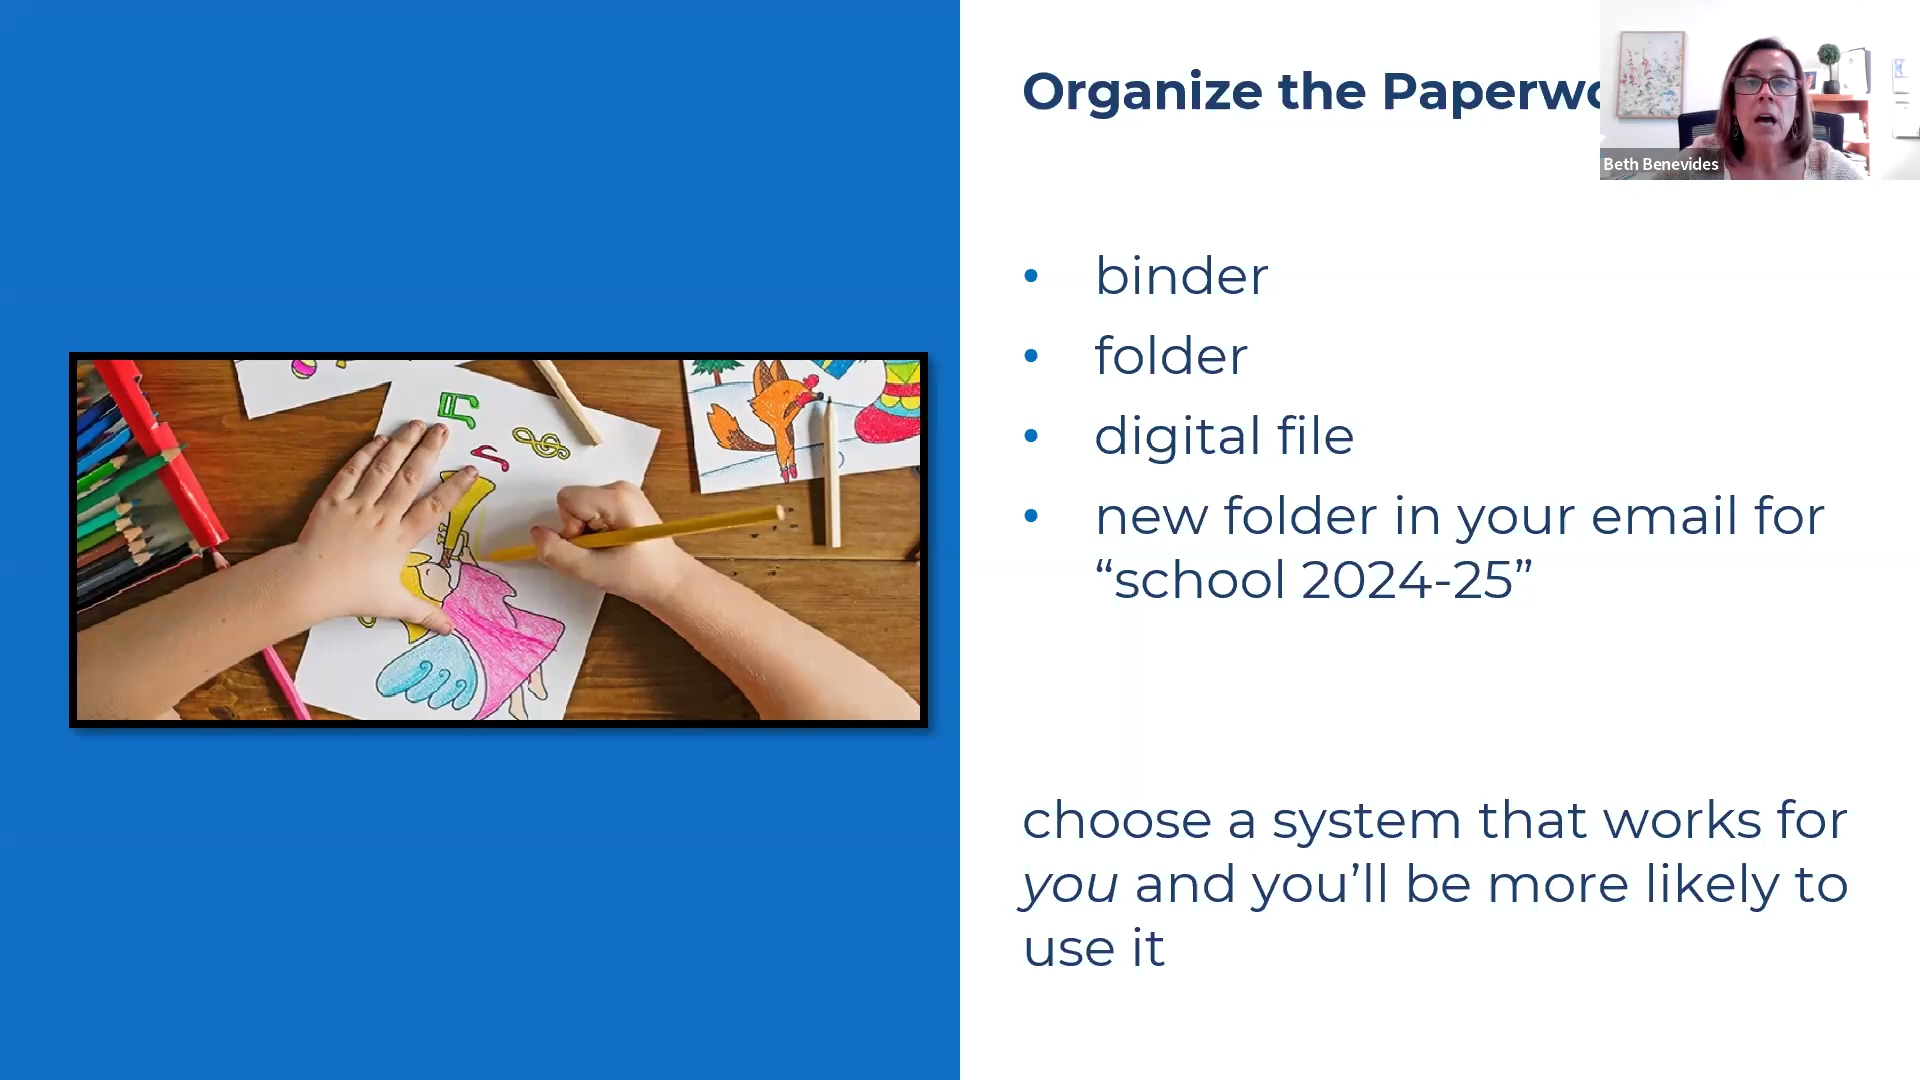 Organize the
Beth Benevides
• binder
• folder
• digital file
• new folder in your email for
“school 2024-25”
choose a system that works for
you and you’ll be more likely to
use it